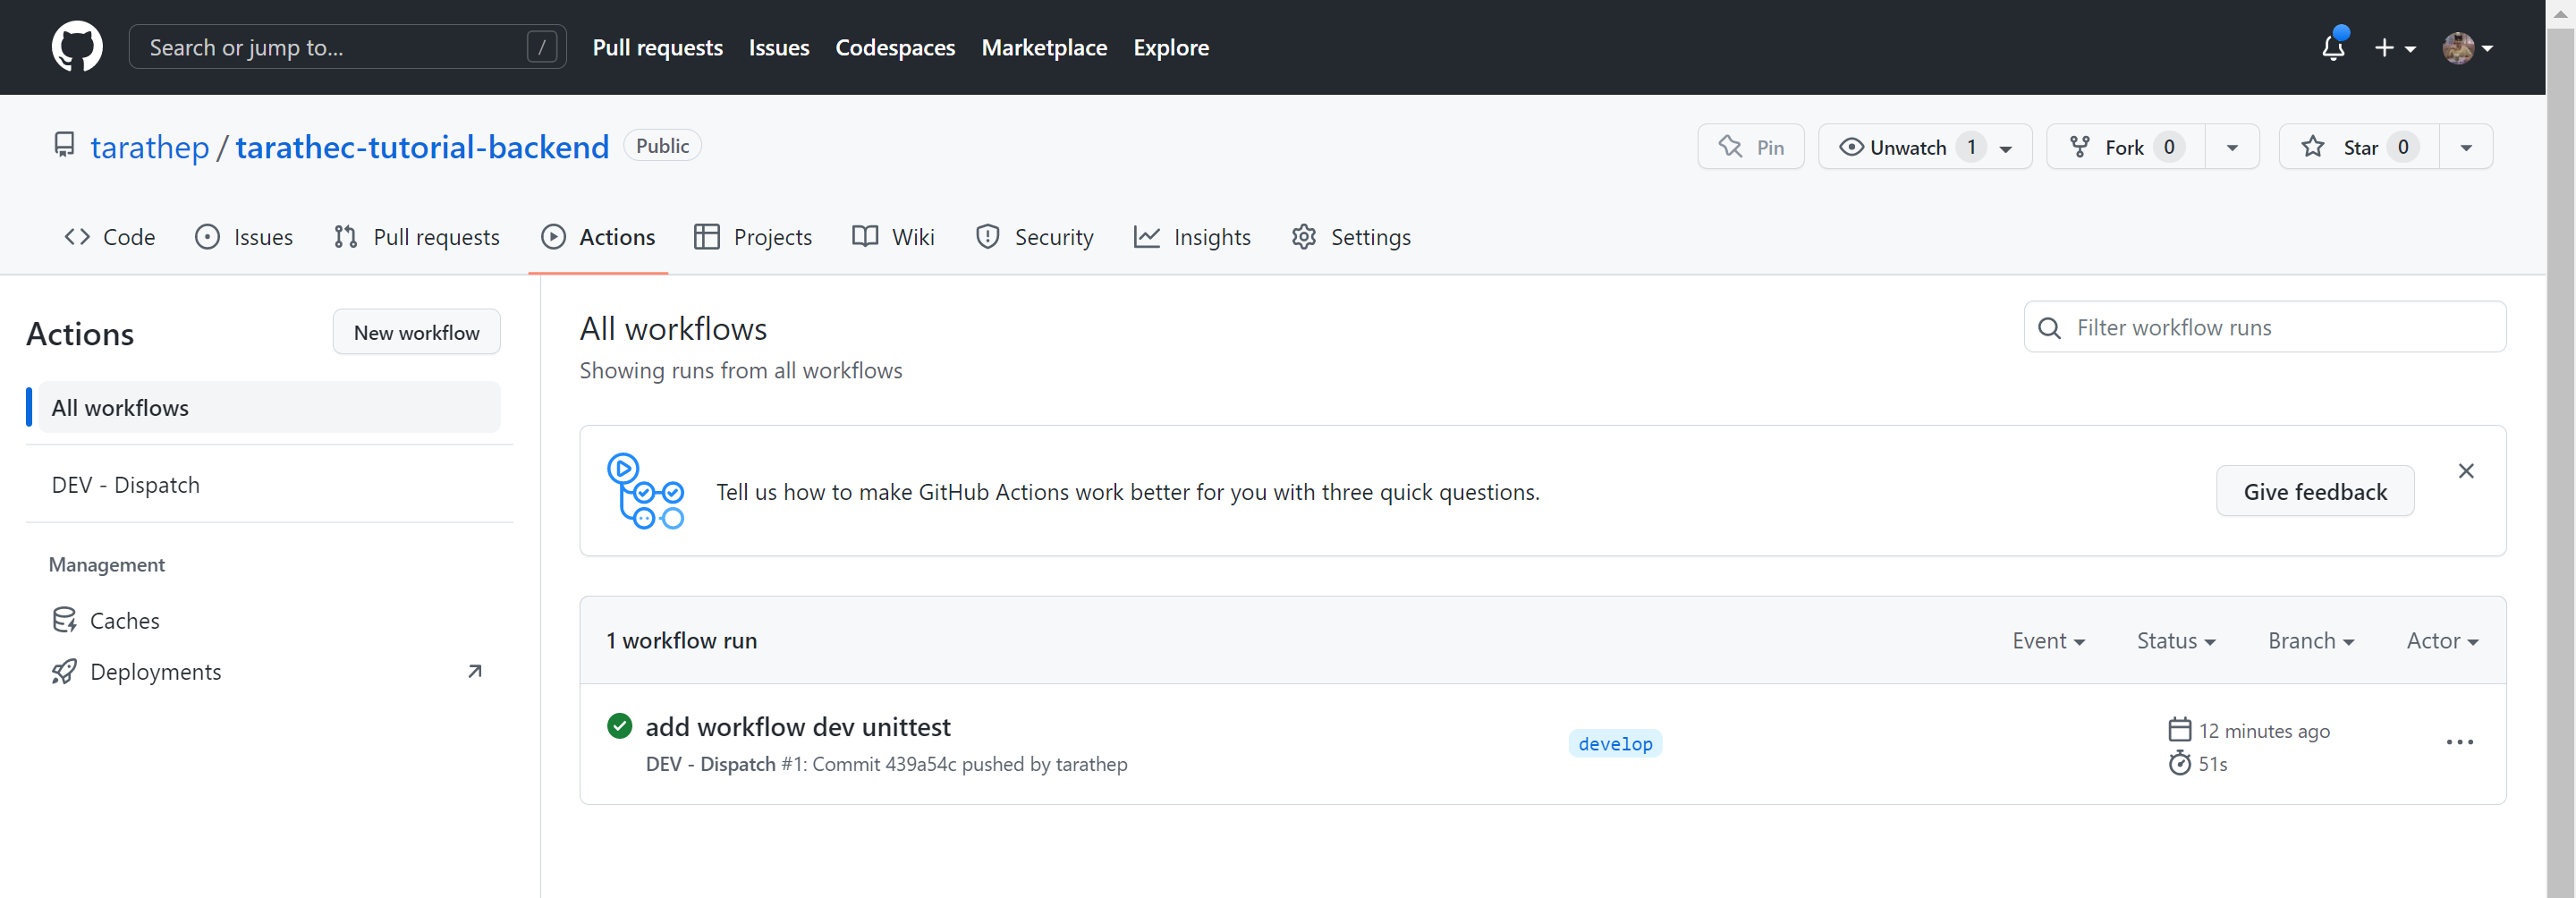 Search or jump to... / Pull requests Issues Codespaces Marketplace Explore
tarathep / tarathec-tutorial-backend Public Pin Unwatch 1 Fork 0 Star 0
Code Issues Pull requests Actions Projects Wiki Security Insights Settings
Actions New workflow
All workflows
DEV - Dispatch
Management
Caches
Deployments
All workflows
Showing runs from all workflows
Filter workflow runs
Tell us how to make GitHub Actions work better for you with three quick questions. Give feedback
1 workflow run Event Status Branch Actor
add workflow dev unittest
DEV - Dispatch #1: Commit 439a54c pushed by tarathep
develop
12 minutes ago
51s